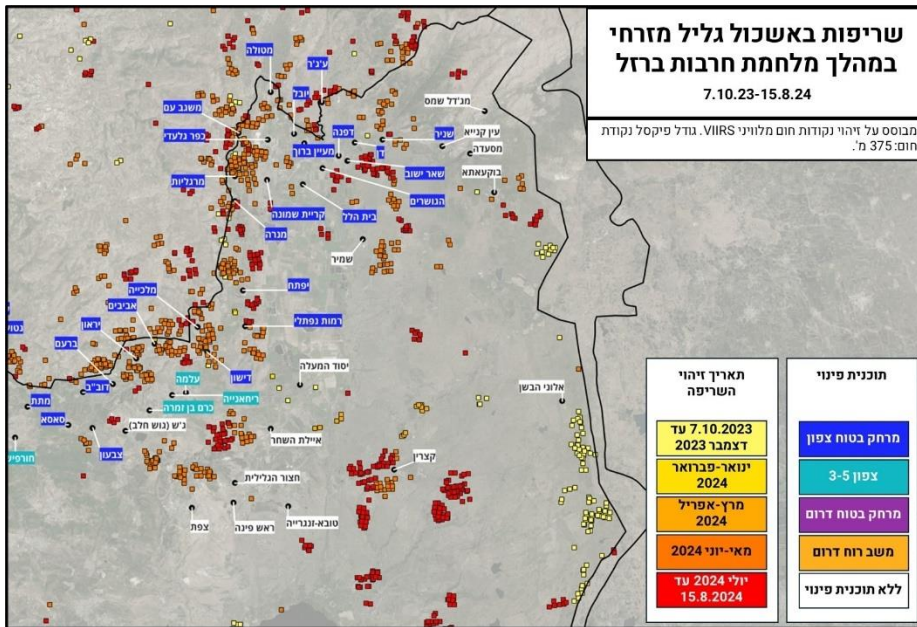 שריפות באשכול גליל מזרחי
במהלך מלחמת חרבות ברזל
7.10.23-15.8.24
מבוסס על זיהוי נקודות חום מלוויני VIIRS. גודל פיקסל נקודת
חום: 375 מ'.
מטולה
ע'ג'ר
יובל
מג'דל שמס
משגב עם
כפר גלעדי
דפנה
שניר
עין קנייא
מסעדה
מעיין ברוך
שאר ישוב
בוקעאתא
מרגליות
הגושרים
קריית שמונה
בית הלל
מנרה
שמיר
יפתח
מלכייה
אביבים
יראון
רמות נפתלי
ברעם
דישון
יסוד המעלה
אלוני הבשן
דוב"ב
עלמה
ריחאנייה
מתת
כרם בן זמרה
סאסא
ג'ש (גוש חלב)
איילת השחר
צבעון
קצרין
חצור הגלילית
צפת
ראש פינה
טובא-זנגרייה
תאריך זיהוי
השריפה
7.10.2023 עד
דצמבר 2023
ינואר-פברואר
2024
מרץ-אפריל
2024
מאי-יוני 2024
יולי 2024 עד
15.8.2024
תוכנית פינוי
מרחק בטוח צפון
צפון 3-5
מרחק בטוח דרום
משב רוח דרום
ללא תוכנית פינוי